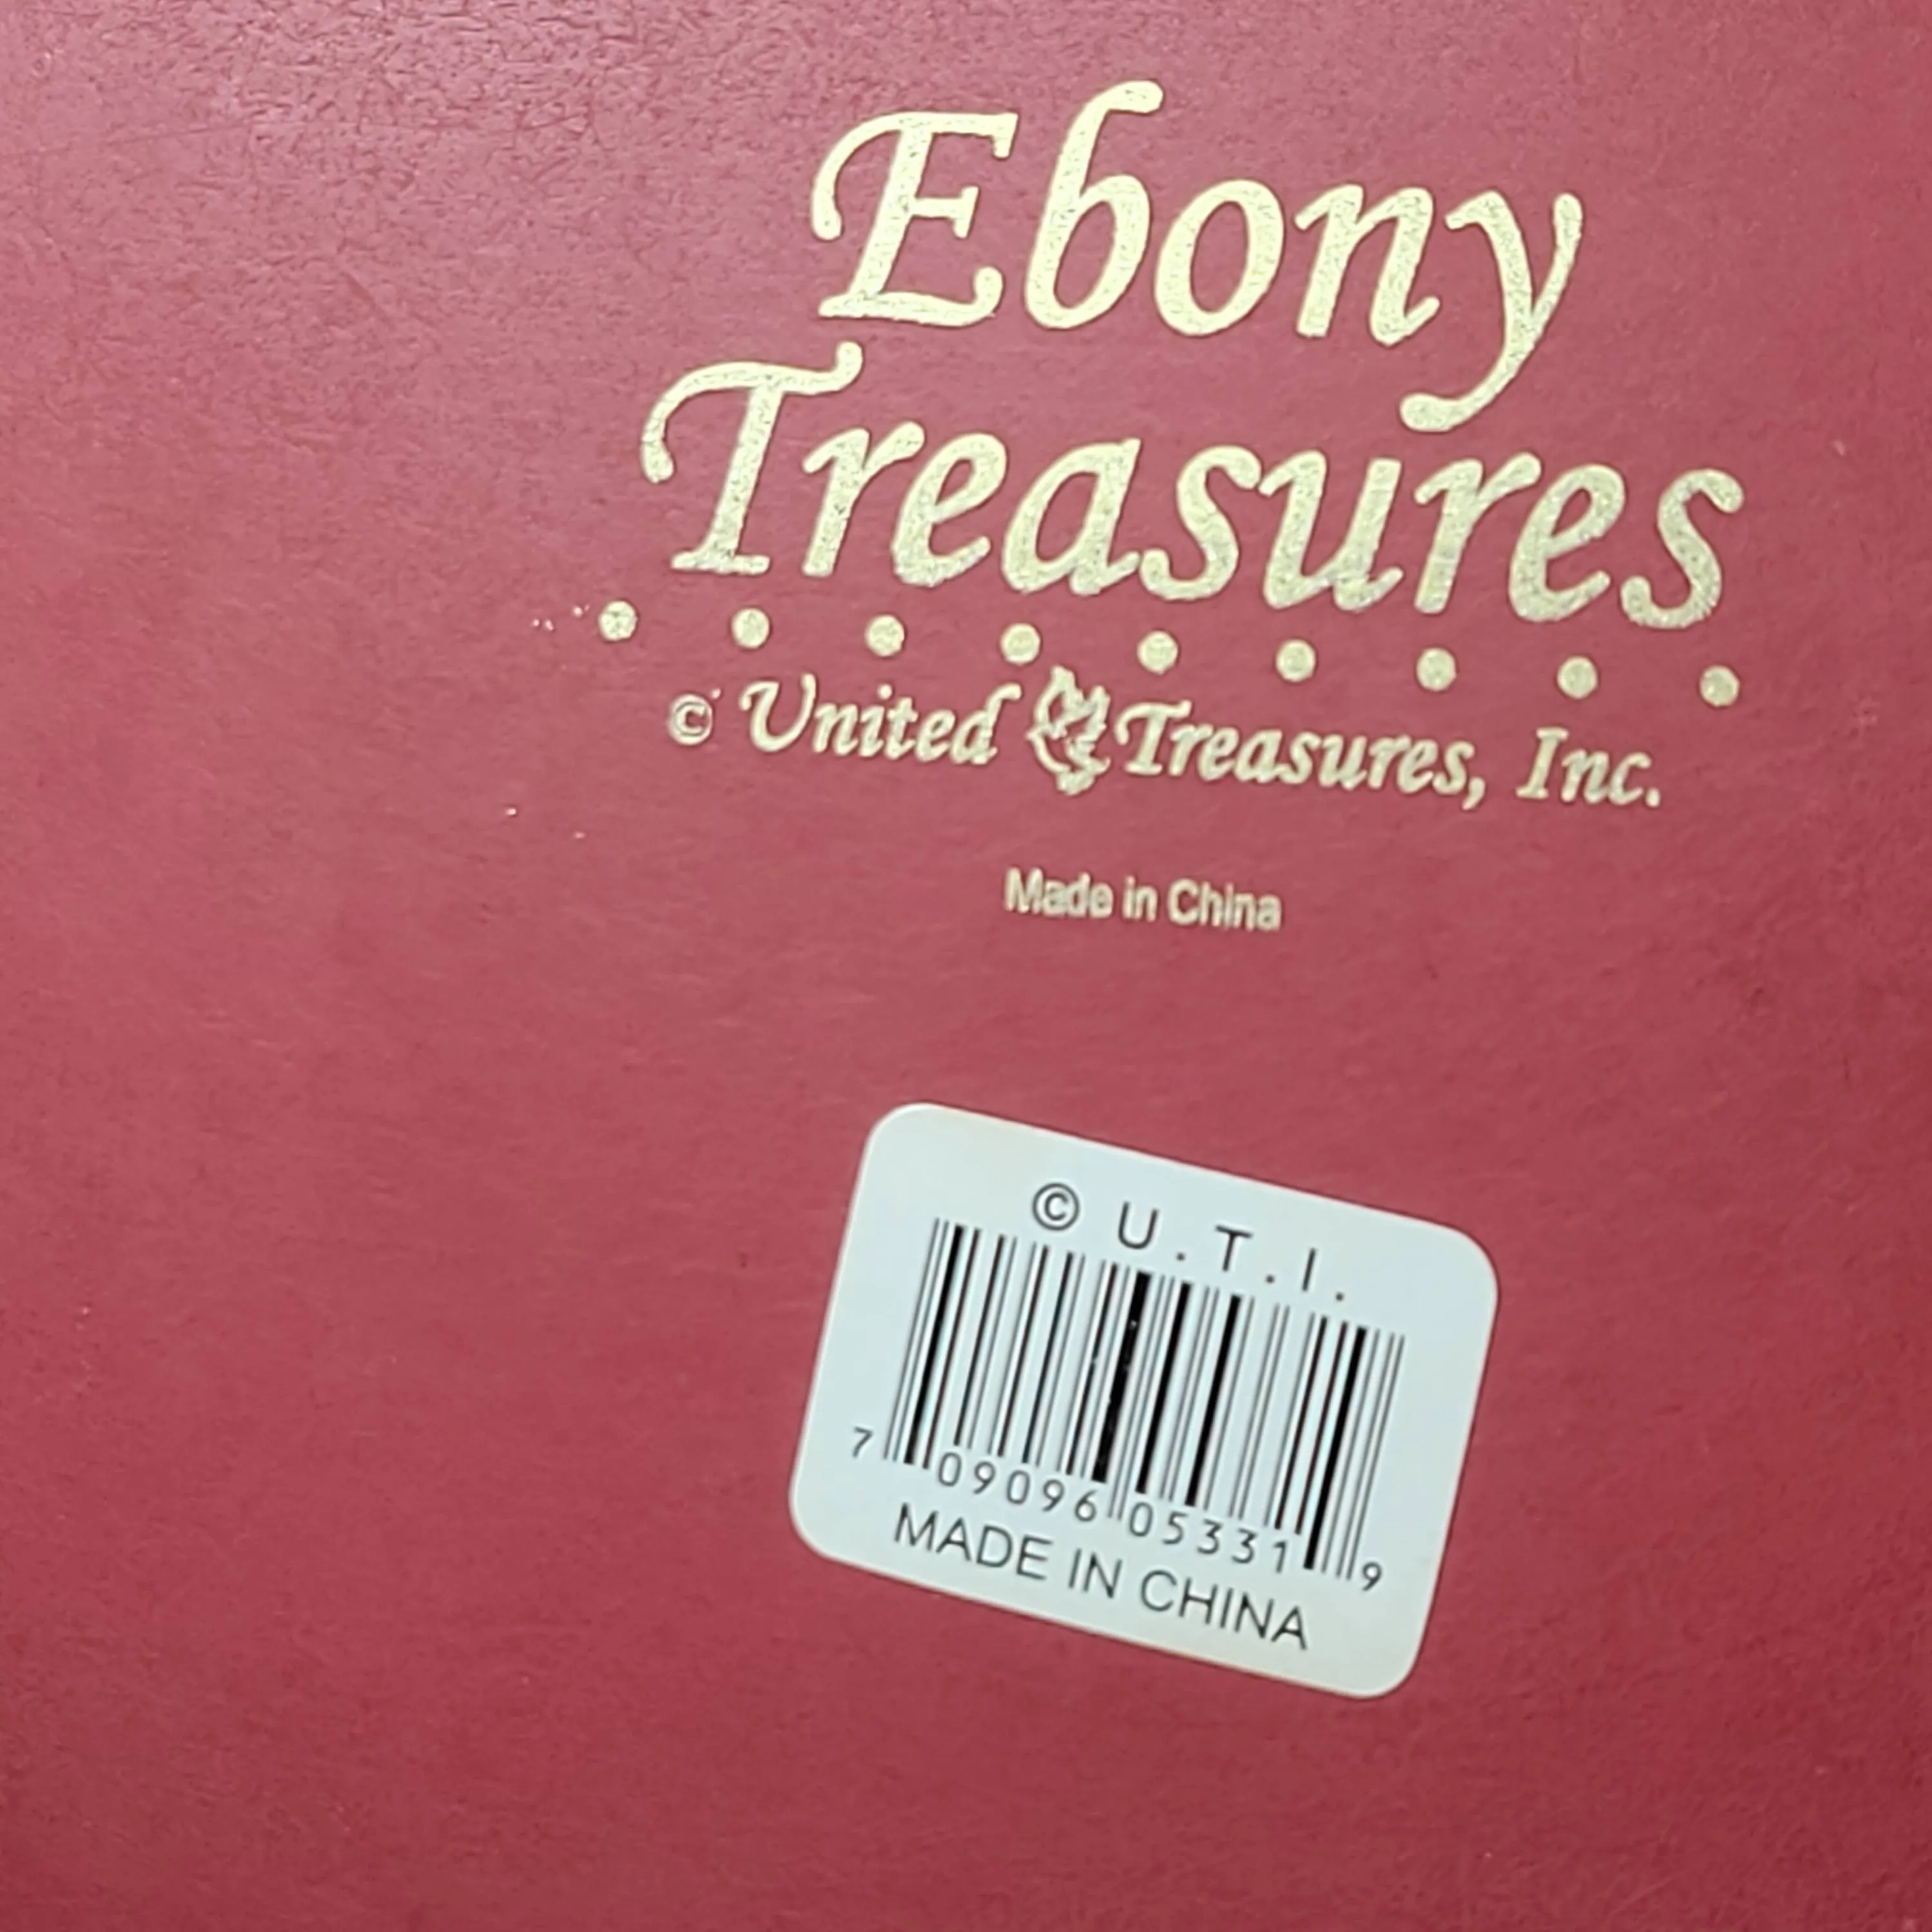 Ebony
Treasures
© United Treasures, Inc.
Made in China
© U.T.I.
7 09096 05331 9
MADE IN CHINA